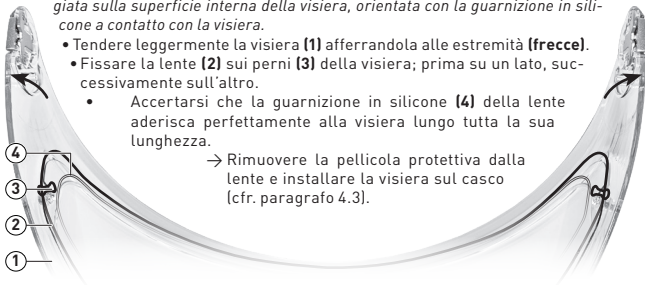 giata sulla superficie interna della visiera, orientata con la guarnizione in sili-
cone a contatto con la visiera.
• Tendere leggermente la visiera (1) afferrandola alle estremità (frecce).
• Fissare la lente (2) sui perni (3) della visiera; prima su un lato, suc-
cessivamente sull'altro.
• Accertarsi che la guarnizione in silicone (4) della lente
aderisca perfettamente alla visiera lungo tutta la sua
lunghezza.
→ Rimuovere la pellicola protettiva dalla
lente e installare la visiera sul casco
(cfr. paragrafo 4.3).
4
3
2
1